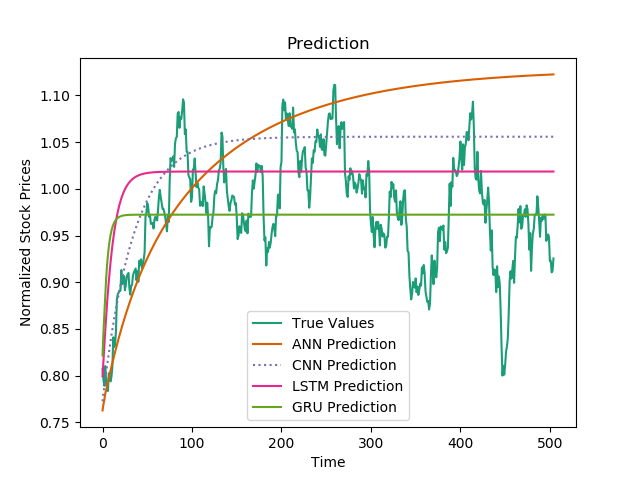 Prediction
Normalized Stock Prices
1.10
1.05
1.00
0.95
0.90
0.85
0.80
0.75
True Values
ANN Prediction
CNN Prediction
LSTM Prediction
GRU Prediction
0 100 200 300 400 500
Time